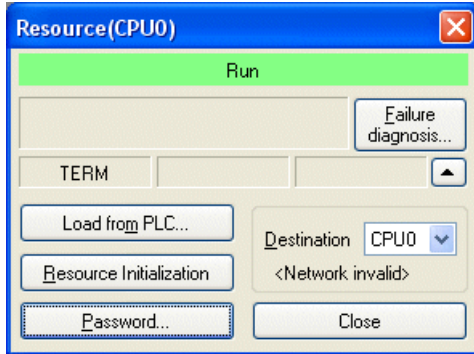 Resource(CPU0)
Run
Failure
diagnosis...
TERM
Load from PLC...
Destination CPU0
Resource Initialization
<Network invalid>
Password...
Close